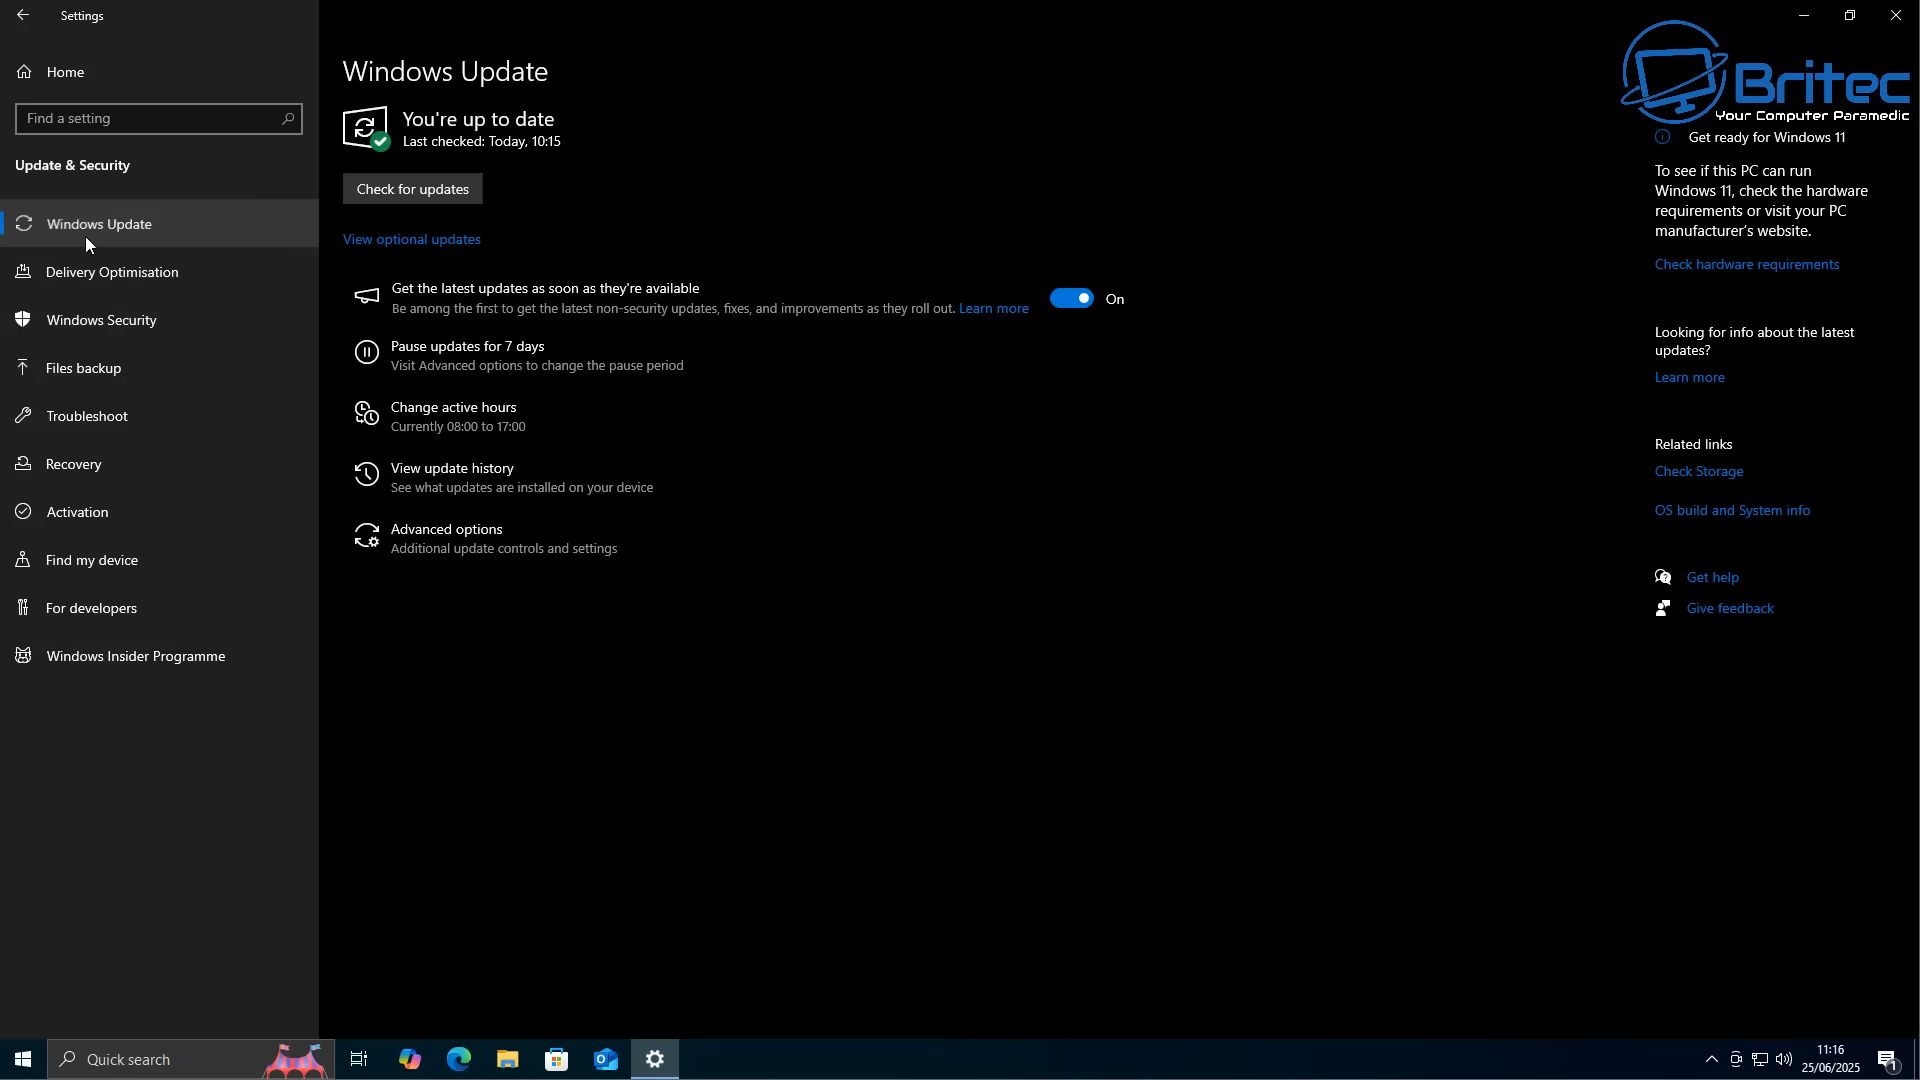 Settings
Home
Find a setting
Update & Security
Windows Update
Delivery Optimisation
Windows Security
Files backup
Troubleshoot
Recovery
Activation
Find my device
For developers
Windows Insider Programme
Windows Update
You're up to date
Last checked: Today, 10:15
Check for updates
View optional updates
Get the latest updates as soon as they're available
Be among the first to get the latest non-security updates, fixes, and improvements as they roll out. Learn more
On
Pause updates for 7 days
Visit Advanced options to change the pause period
Change active hours
Currently 08:00 to 17:00
View update history
See what updates are installed on your device
Advanced options
Additional update controls and settings
Britec
Your Computer Paramedic
Get ready for Windows 11
To see if this PC can run
Windows 11, check the hardware
requirements or visit your PC
manufacturer's website.
Check hardware requirements
Looking for info about the latest
updates?
Learn more
Related links
Check Storage
OS build and System info
Get help
Give feedback
Quick search
11:16
25/06/2025
1